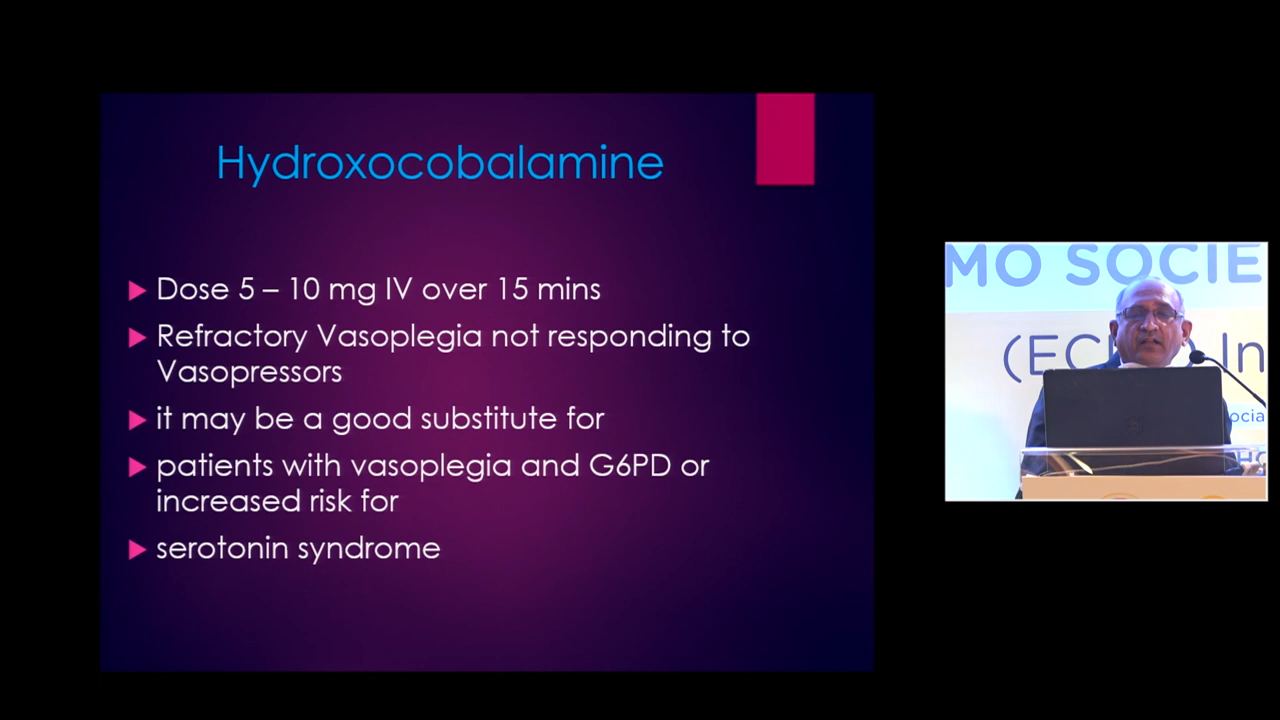 Hydroxocobalamine
Dose 5 – 10 mg IV over 15 mins
Refractory Vasoplegia not responding to
Vasopressors
it may be a good substitute for
patients with vasoplegia and G6PD or
increased risk for
serotonin syndrome
MO SOCIE
In
ocia